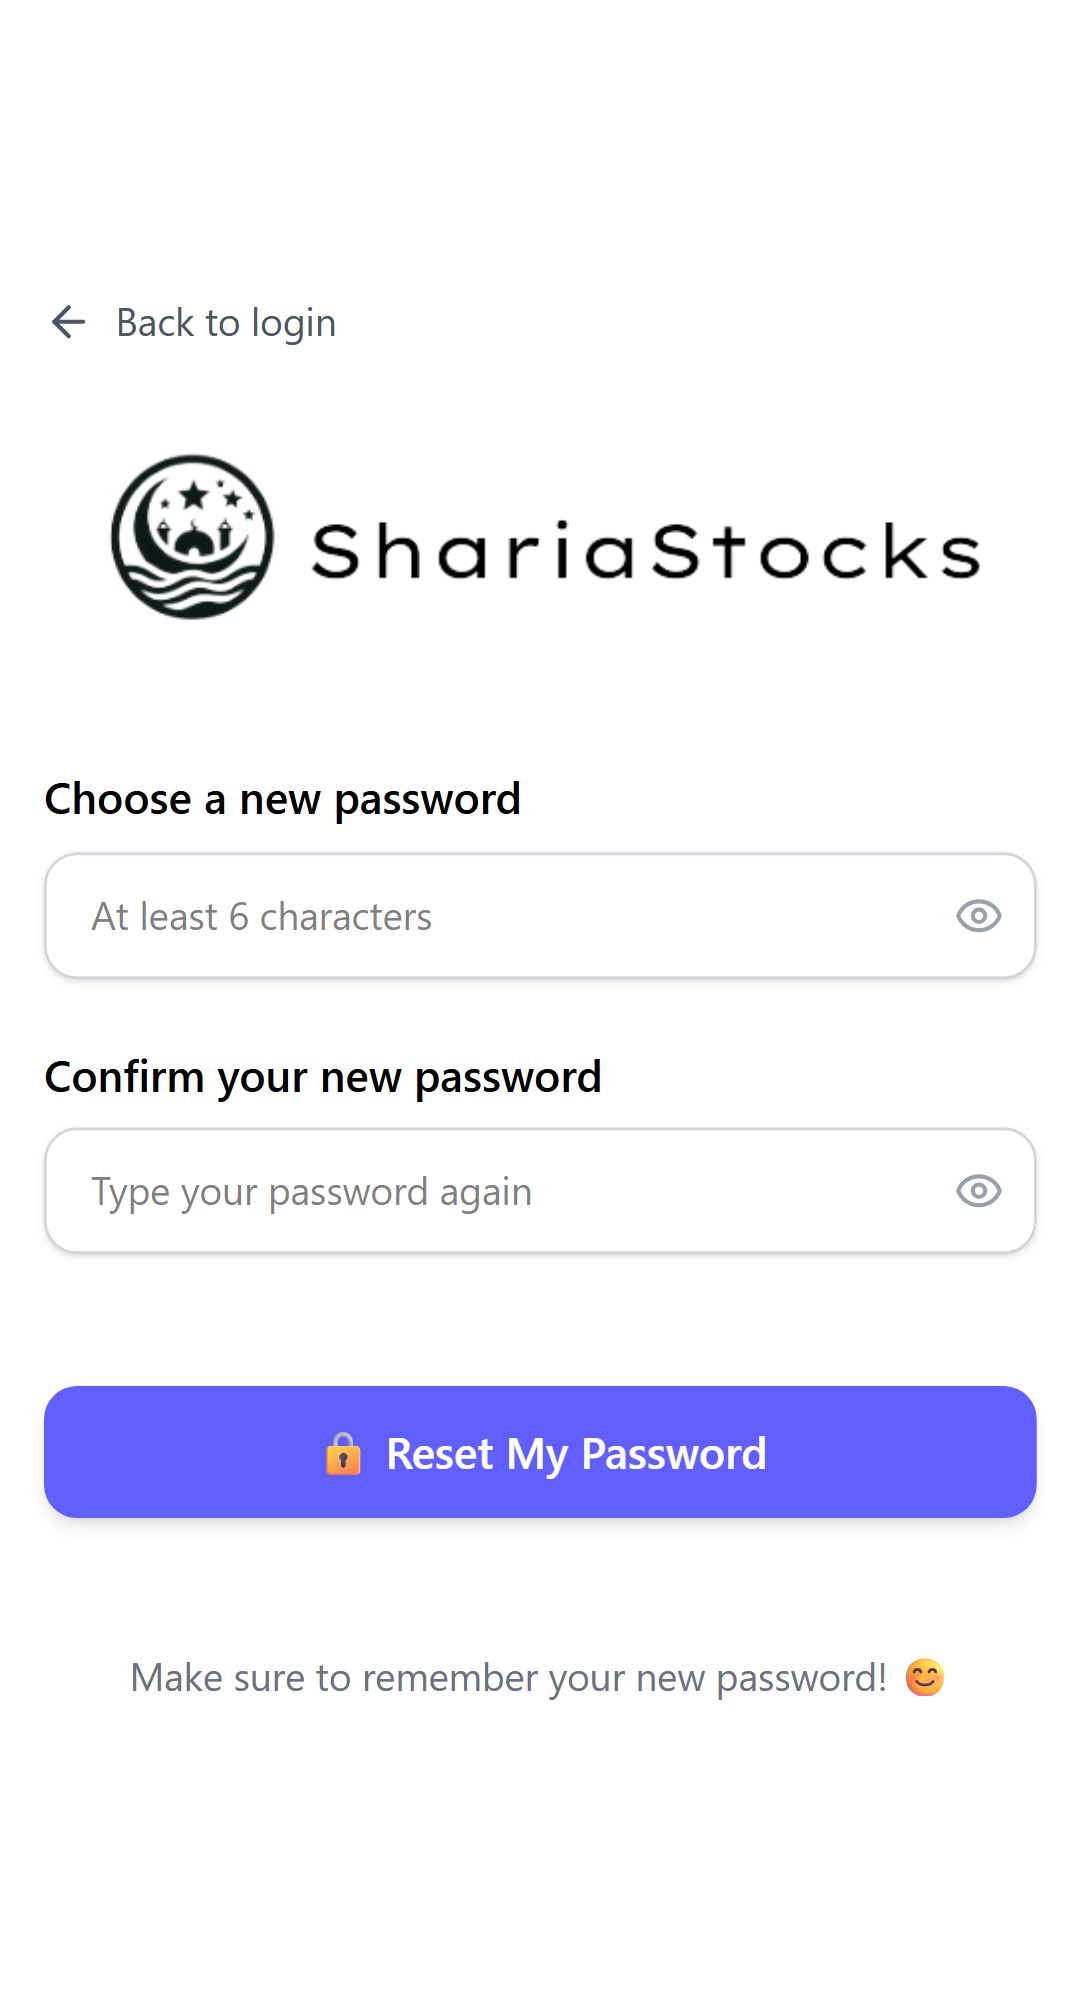 Back to login
ShariaStocks
Choose a new password
At least 6 characters
Confirm your new password
Type your password again
🔒 Reset My Password
Make sure to remember your new password! 😊